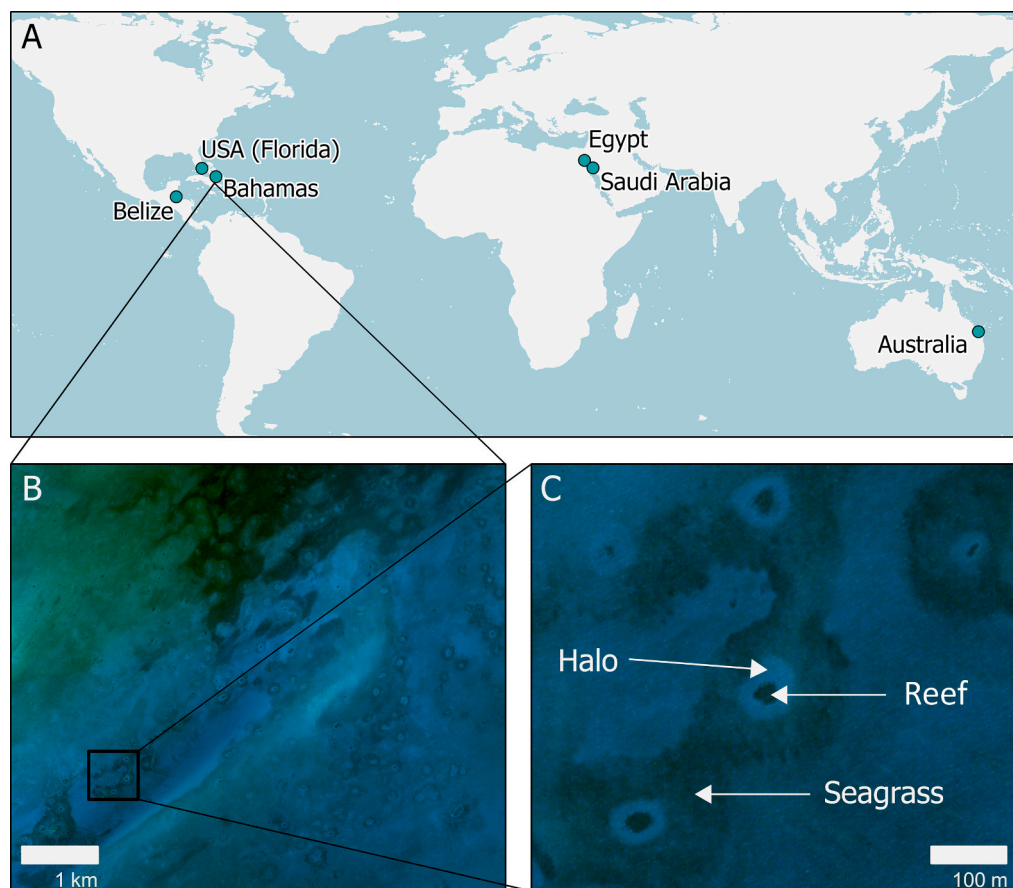 A
USA (Florida)
Bahamas
Belize
Egypt
Saudi Arabia
Australia
B
1 km
C
Halo
Reef
Seagrass
100 m